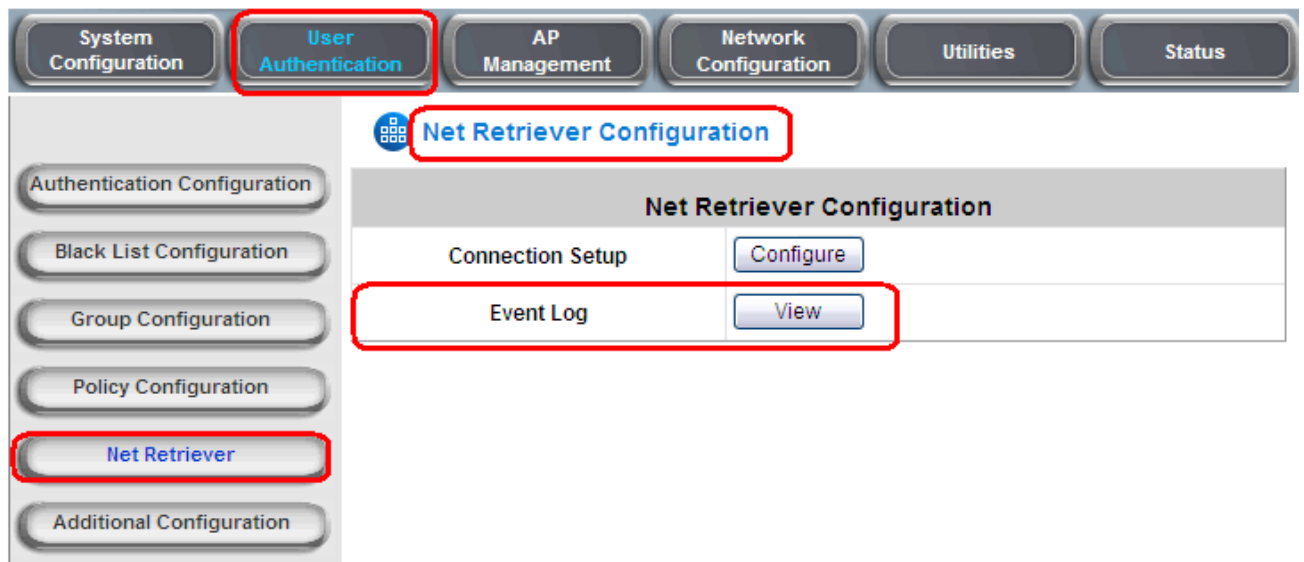 System Configuration
User Authentication
AP Management
Network Configuration
Utilities
Status
Net Retriever Configuration
Authentication Configuration
Black List Configuration
Group Configuration
Policy Configuration
Net Retriever
Additional Configuration
Net Retriever Configuration
Connection Setup Configure
Event Log View